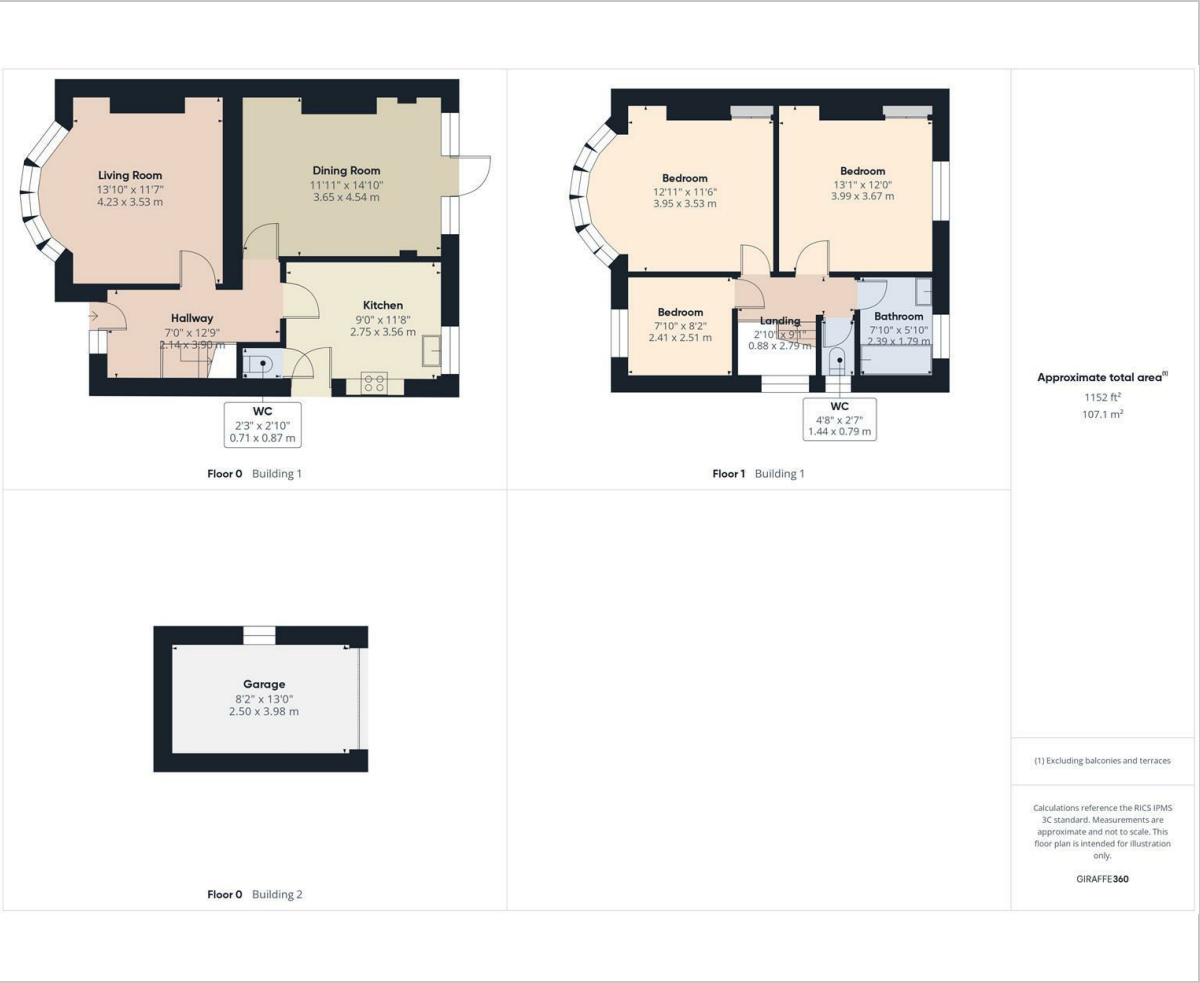 Living Room
13'10" x 11'7"
4.23 x 3.53 m
Dining Room
11'11" x 14'10"
3.65 x 4.54 m
Hallway
7'0" x 12'9"
2.14 x 3.90 m
Kitchen
9'0" x 11'8"
2.75 x 3.56 m
WC
2'3" x 2'10"
0.71 x 0.87 m
Floor 0 Building 1
Bedroom
12'11" x 11'6"
3.95 x 3.53 m
Bedroom
13'1" x 12'0"
3.99 x 3.67 m
Bedroom
7'10" x 8'2"
2.41 x 2.51 m
Landing
2'10" x 9'1"
0.88 x 2.79 m
Bathroom
7'10" x 5'10"
2.39 x 1.79 m
WC
4'8" x 2'7"
1.44 x 0.79 m
Floor 1 Building 1
Garage
8'2" x 13'0"
2.50 x 3.98 m
Floor 0 Building 2
Approximate total area⁽¹⁾
1152 ft²
107.1 m²
(1) Excluding balconies and terraces
Calculations reference the RICS IPMS
3C standard. Measurements are
approximate and not to scale. This
floor plan is intended for illustration
only.
GIRAFFE360